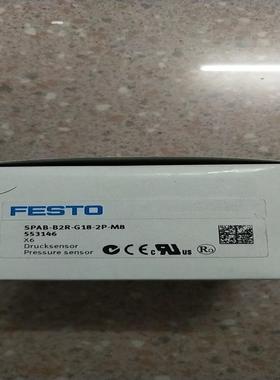 FESTO
SPAB-B2R-G18-2P-M8
553146
X6
Drucksensor
Pressure sensor